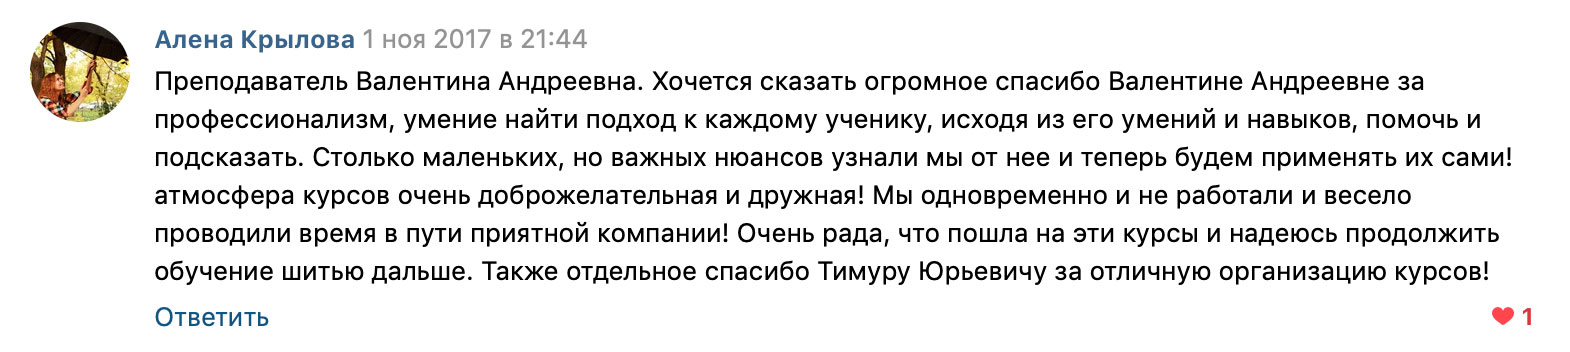 Алена Крылова 1 ноя 2017 в 21:44
Преподаватель Валентина Андреевна. Хочется сказать огромное спасибо Валентине Андреевне за
профессионализм, умение найти подход к каждому ученику, исходя из его умений и навыков, помочь и
подсказать. Столько маленьких, но важных нюансов узнали мы от нее и теперь будем применять их сами!
атмосфера курсов очень доброжелательная и дружная! Мы одновременно и не работали и весело
проводили время в пути приятной компании! Очень рада, что пошла на эти курсы и надеюсь продолжить
обучение шитью дальше. Также отдельное спасибо Тимуру Юрьевичу за отличную организацию курсов!
Ответить 1